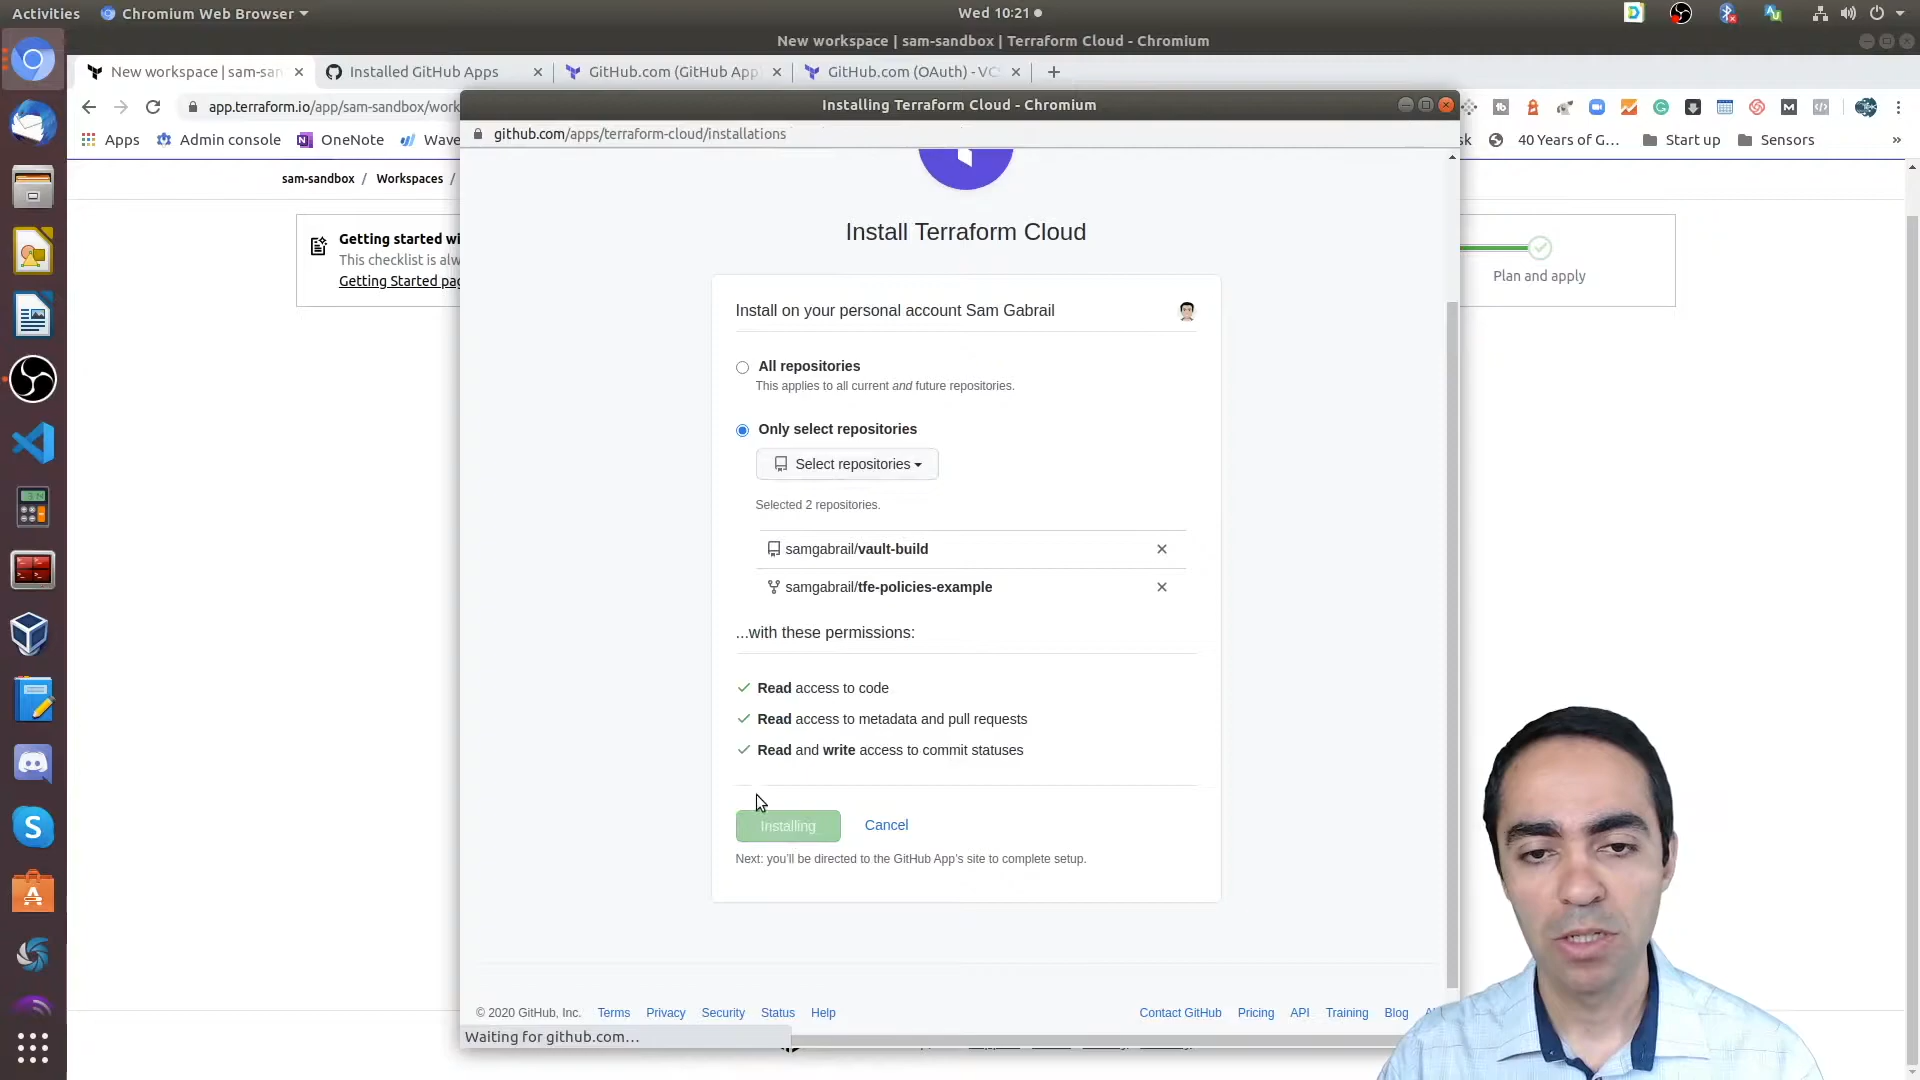 Activities
Chromium Web Browser
Wed 10:21
New workspace | sam-sandbox | Terraform Cloud - Chromium
New workspace | sam-san
Installed GitHub Apps
GitHub.com (GitHub App
GitHub.com (OAuth) - VC
app.terraform.io/app/sam-sandbox/work
Installing Terraform Cloud - Chromium
github.com/apps/terraform-cloud/installations
Apps
Admin console
OneNote
Wave
sk
40 Years of G...
Start up
Sensors
»
sam-sandbox / Workspaces /
Getting started wi
This checklist is alw
Getting Started pag
Plan and apply
Install Terraform Cloud
Install on your personal account Sam Gabrail
All repositories
This applies to all current and future repositories.
Only select repositories
Select repositories
Selected 2 repositories.
samgabrail/vault-build
samgabrail/tfe-policies-example
...with these permissions:
Read access to code
Read access to metadata and pull requests
Read and write access to commit statuses
Installing
Cancel
Next: you'll be directed to the GitHub App's site to complete setup.
© 2020 GitHub, Inc.
Terms
Privacy
Security
Status
Help
Contact GitHub
Pricing
API
Training
Blog
Waiting for github.com...